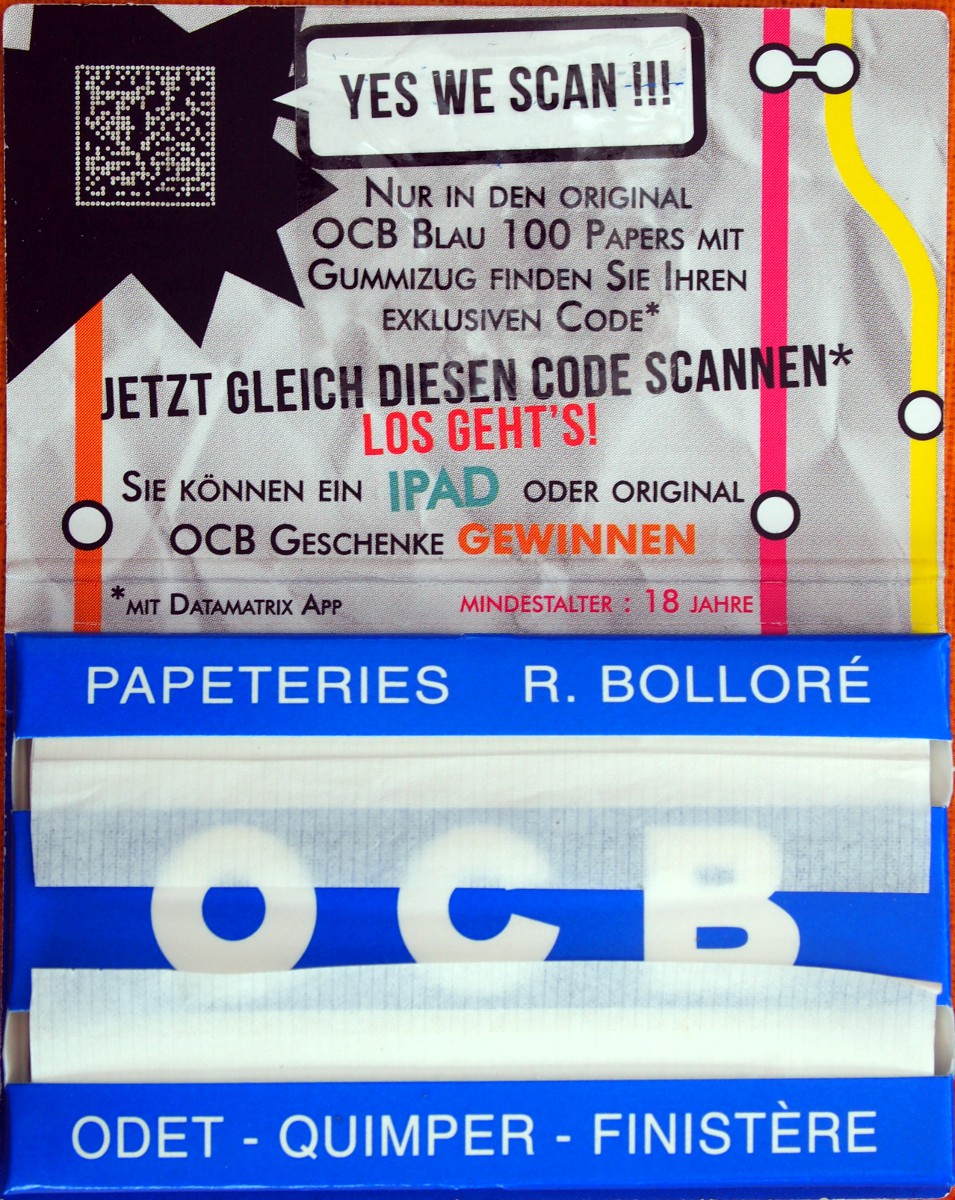 YES WE SCAN !!!
NUR IN DEN ORIGINAL
OCB BLAU 100 PAPERS MIT
GUMMIZUG FINDEN SIE IHREN
EXKLUSIVEN CODE*
JETZT GLEICH DIESEN CODE SCANNEN*
LOS GEHT'S!
SIE KÖNNEN EIN IPAD ODER ORIGINAL
OCB GESCHENKE GEWINNEN
*MIT DATAMATRIX APP MINDESTALTER : 18 JAHRE
PAPETERIES R. BOLLORÉ
OCB
ODET - QUIMPER - FINISTÈRE